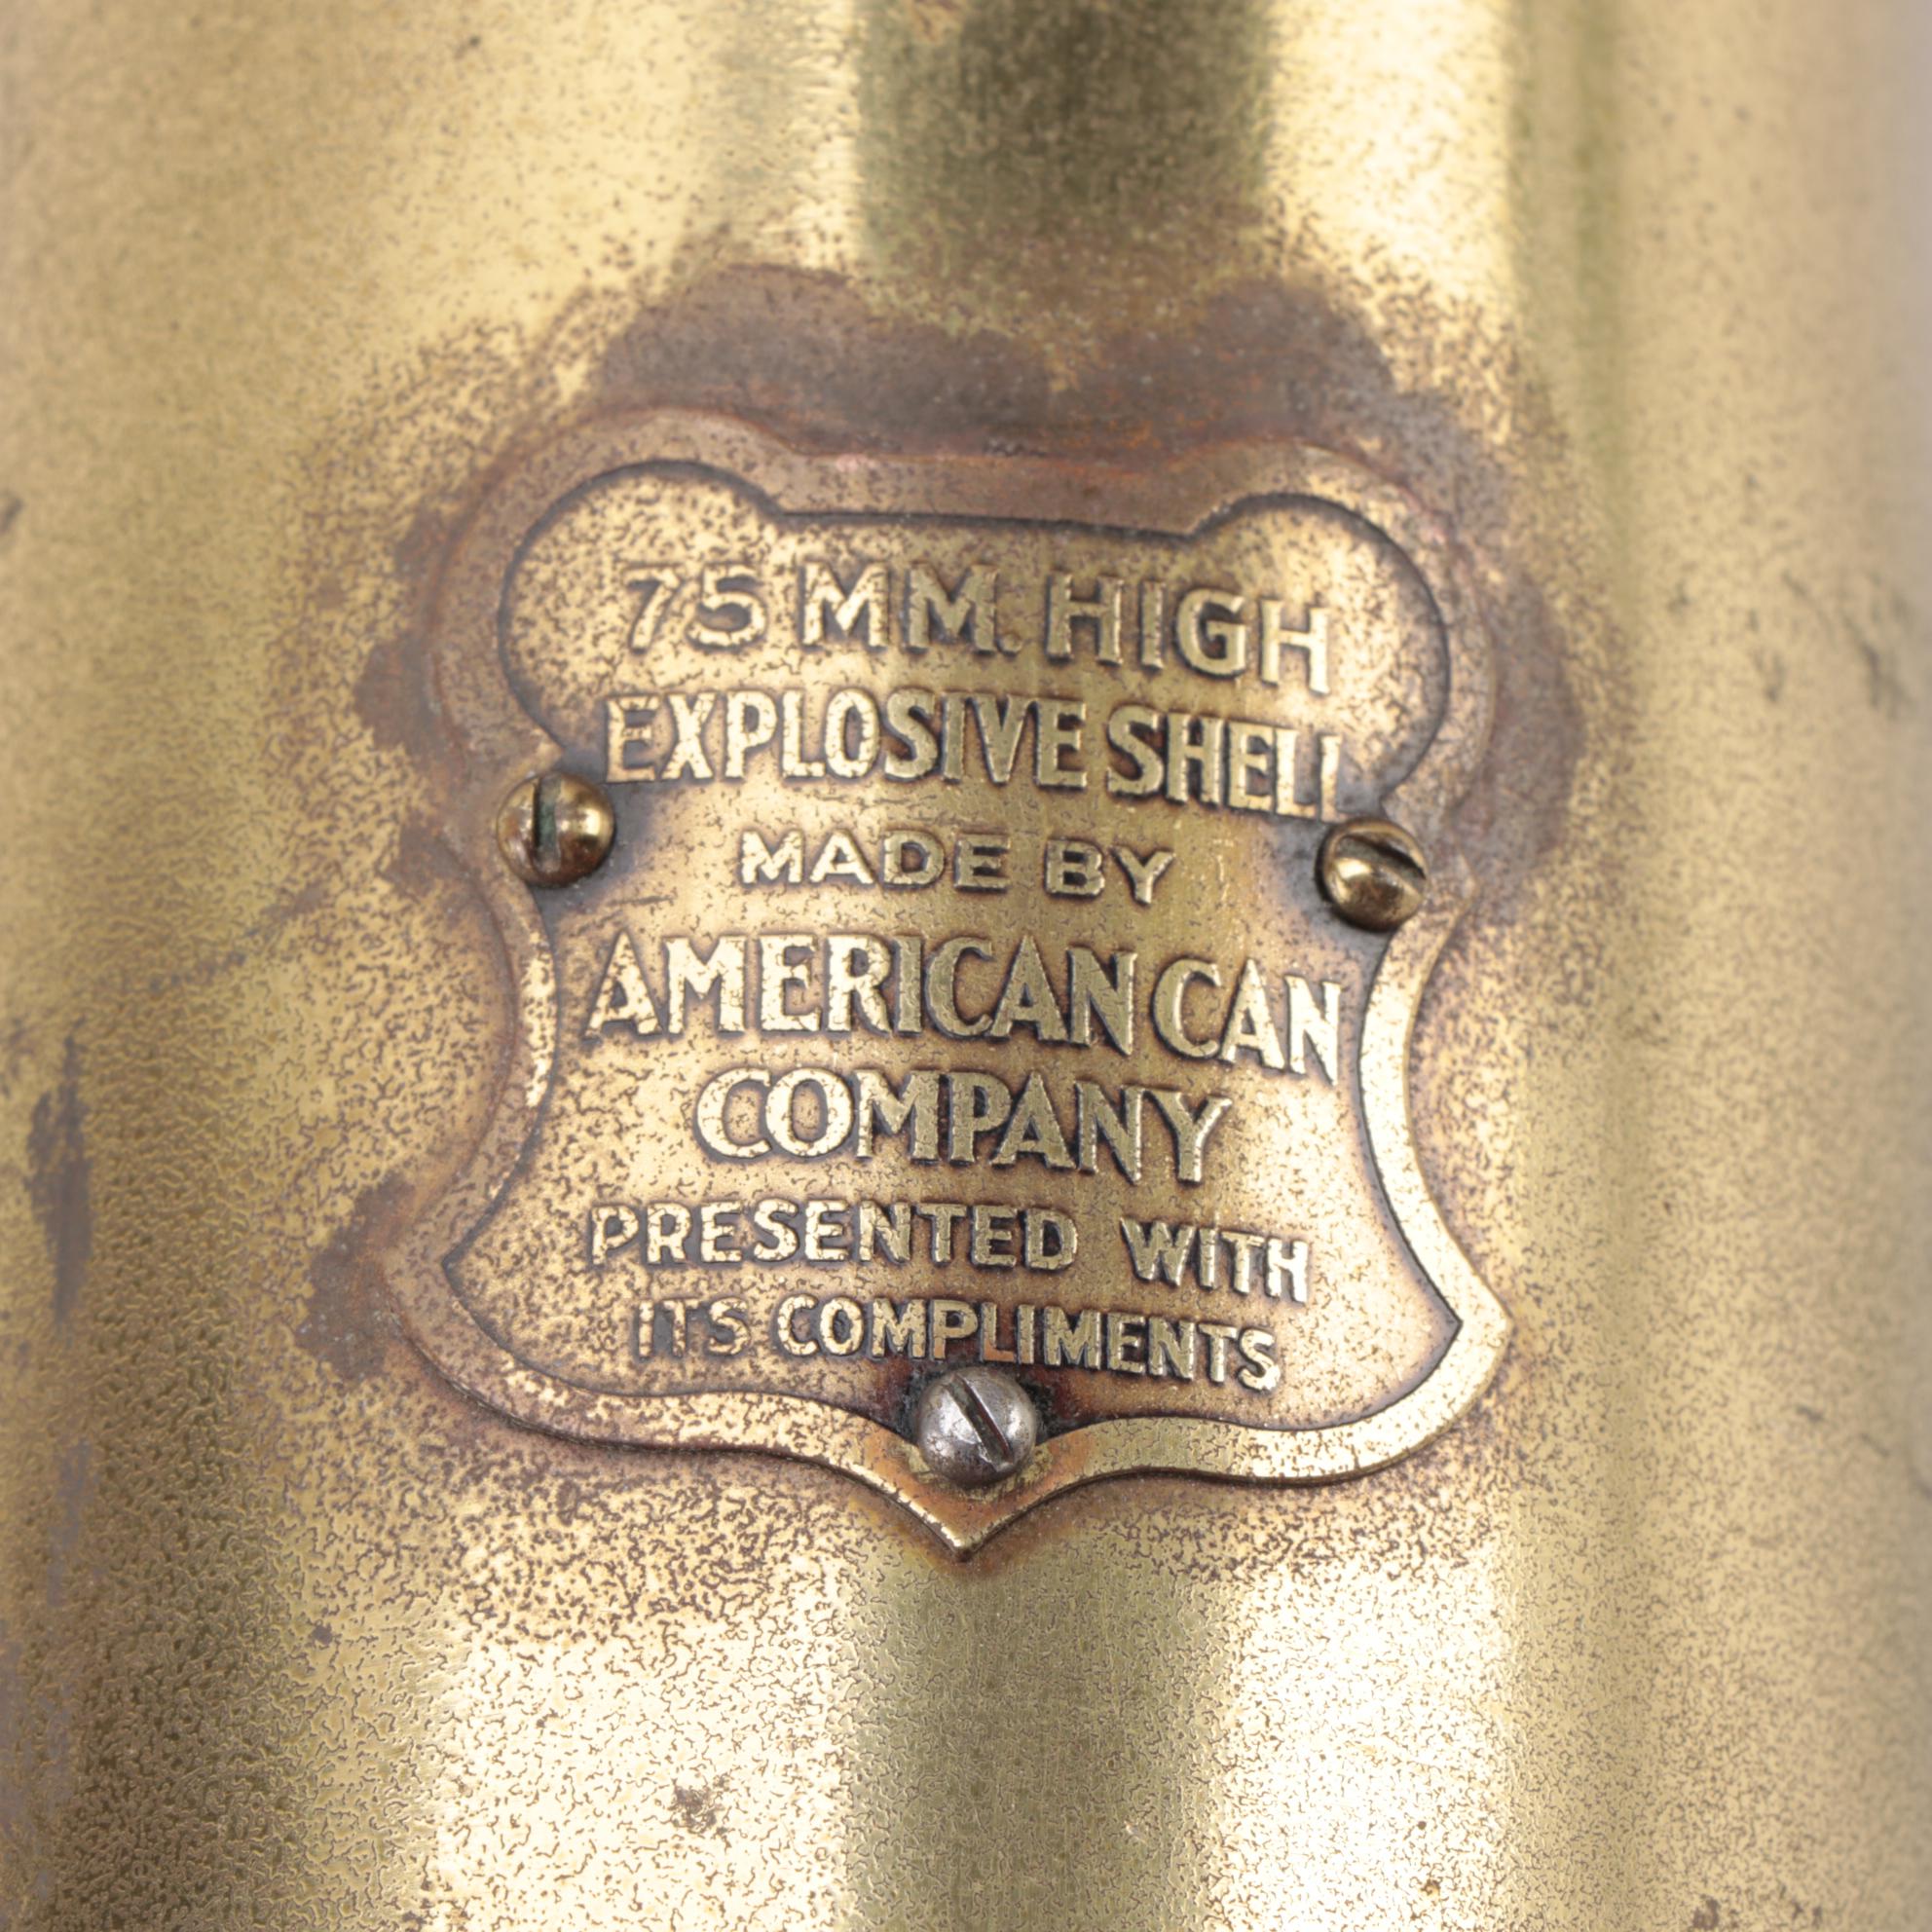 75 MM. HIGH
EXPLOSIVE SHELL
MADE BY
AMERICAN CAN
COMPANY
PRESENTED WITH
ITS COMPLIMENTS